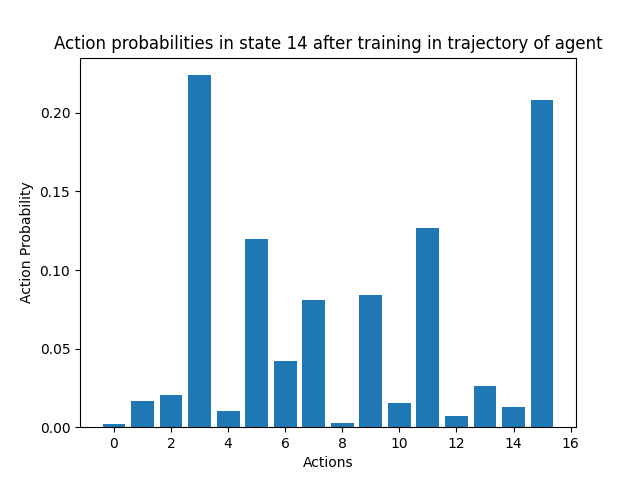 Action probabilities in state 14 after training in trajectory of agent
0.20
0.15
0.10
0.05
0.00
Action Probability
0 2 4 6 8 10 12 14 16
Actions